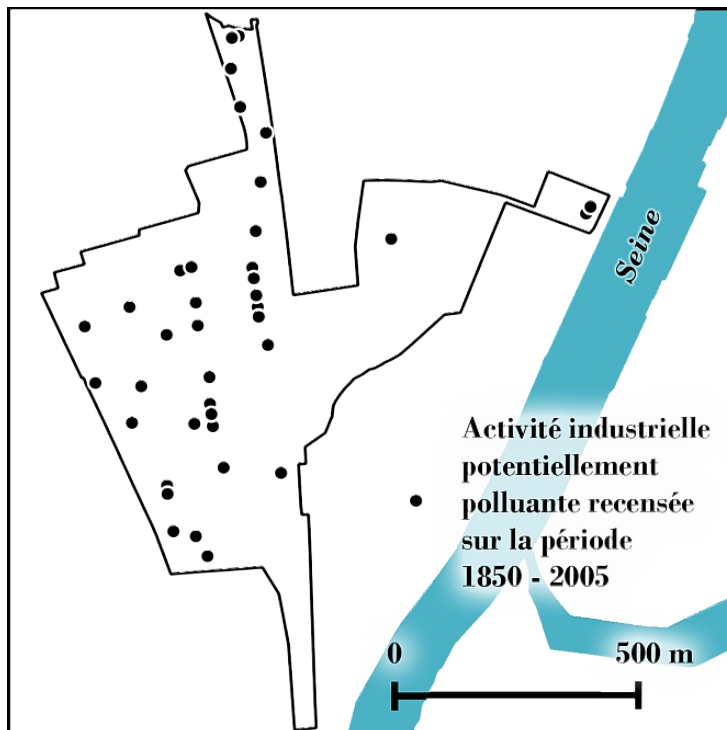 Seine
Activité industrielle
potentiellement
polluante recensée
sur la période
1850 - 2005
0 500 m